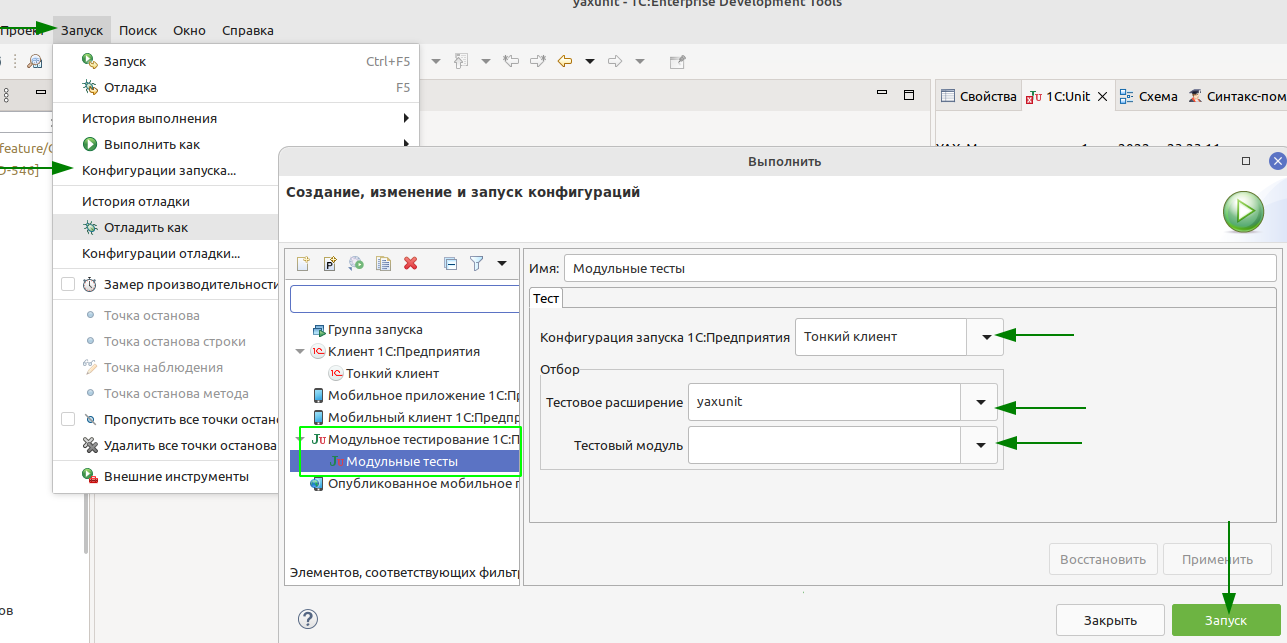 yaxunit - 1C:Enterprise Development Tools
Проект Запуск Поиск Окно Справка
Запуск Ctrl+F5
Отладка F5
История выполнения
Выполнить как
Конфигурации запуска...
История отладки
Отладить как
Конфигурации отладки...
Замер производительности
Точка останова
Точка останова строки
Точка наблюдения
Точка останова метода
Пропустить все точки остано
Удалить все точки останова
Внешние инструменты
feature/
-546]
ов
Свойства 1C:Unit Схема Синтакс-пом
Выполнить
Создание, изменение и запуск конфигураций
Группа запуска
Клиент 1С:Предприятия
Тонкий клиент
Мобильное приложение 1С:П
Мобильный клиент 1С:Предпр
Модульное тестирование 1С:П
Модульные тесты
Опубликованное мобильное п
Элементов, соответствующих фильтр
Имя: Модульные тесты
Тест
Конфигурация запуска 1С:Предприятия Тонкий клиент
Отбор
Тестовое расширение yaxunit
Тестовый модуль
Восстановить Применить
Закрыть Запуск